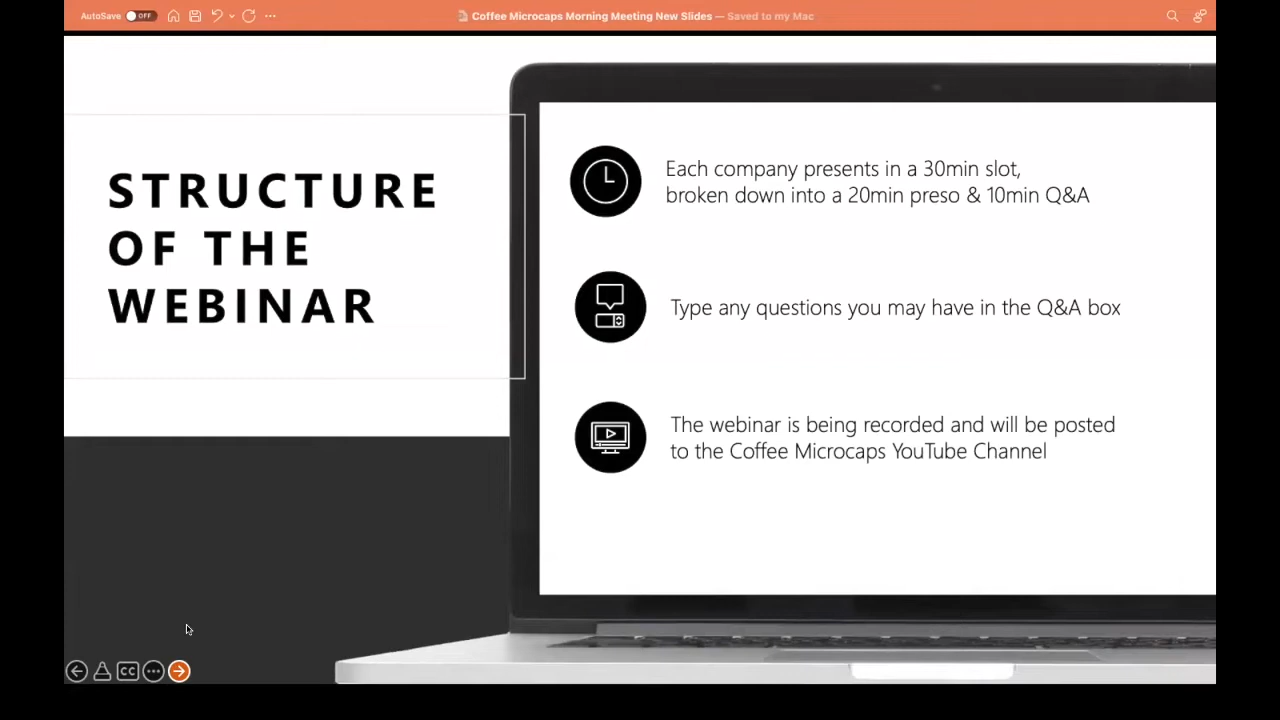 AutoSave OFF
Coffee Microcaps Morning Meeting New Slides — Saved to my Mac
STRUCTURE
OF THE
WEBINAR
Each company presents in a 30min slot,
broken down into a 20min preso & 10min Q&A
Type any questions you may have in the Q&A box
The webinar is being recorded and will be posted
to the Coffee Microcaps YouTube Channel
CC